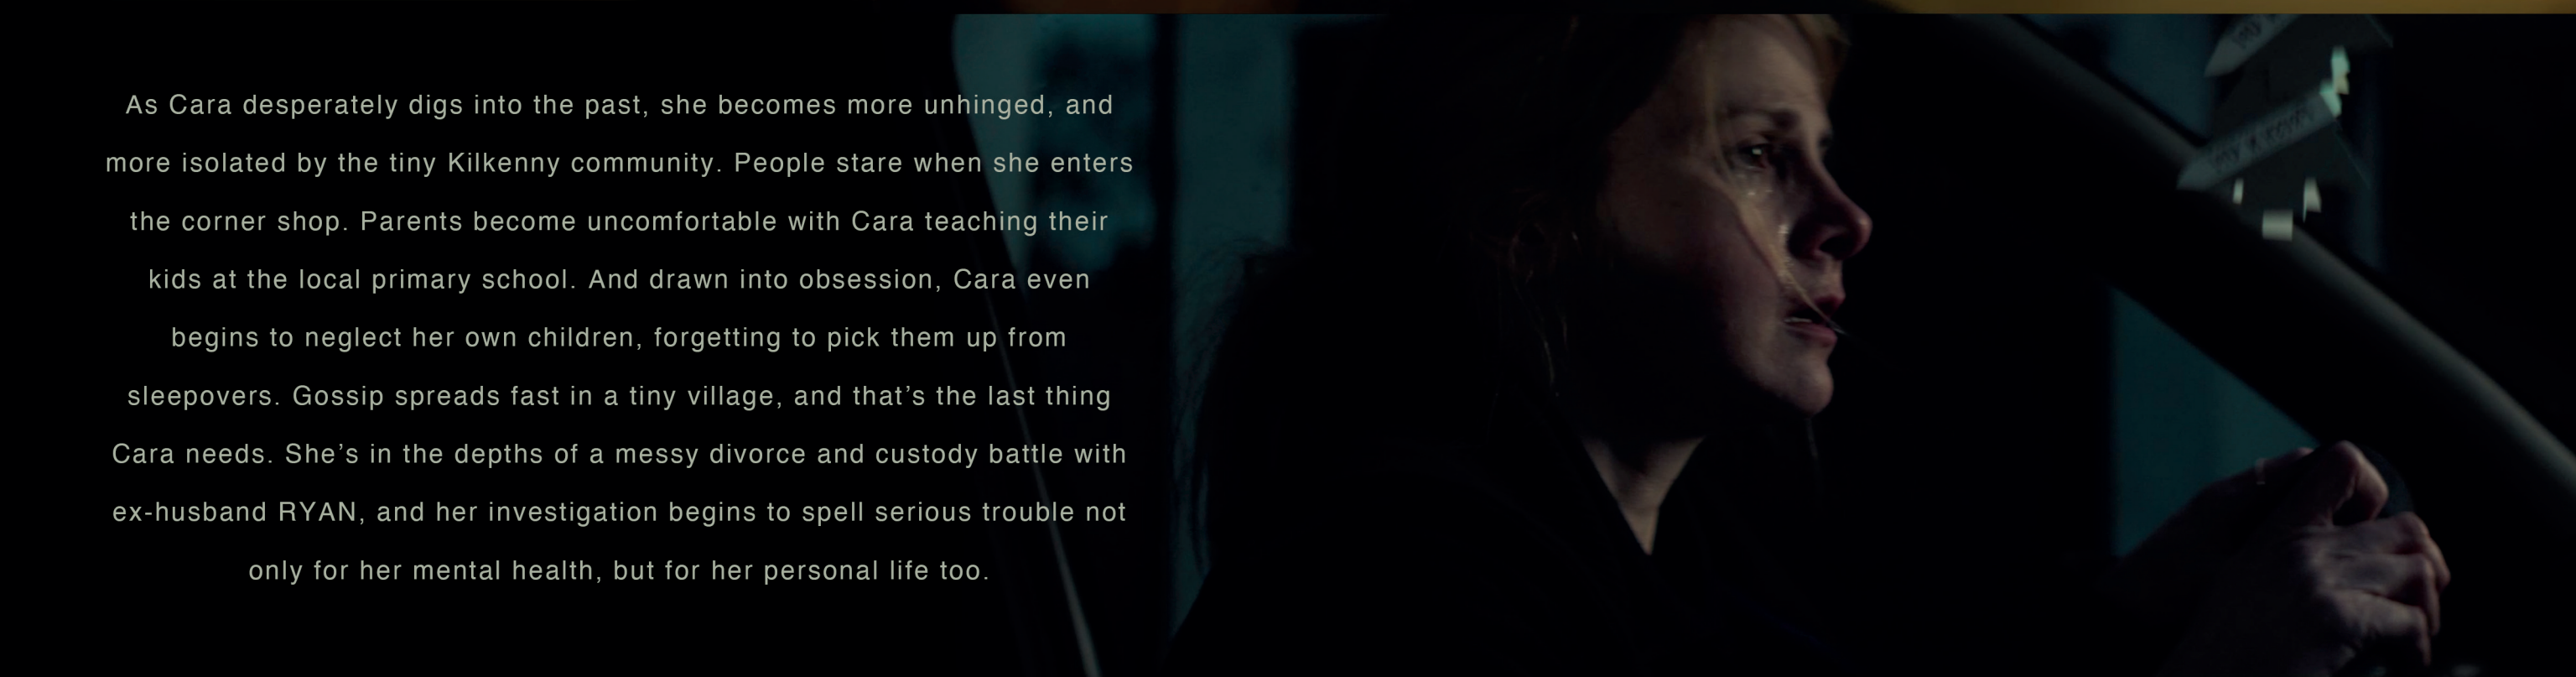 As Cara desperately digs into the past, she becomes more unhinged, and
more isolated by the tiny Kilkenny community. People stare when she enters
the corner shop. Parents become uncomfortable with Cara teaching their
kids at the local primary school. And drawn into obsession, Cara even
begins to neglect her own children, forgetting to pick them up from
sleepovers. Gossip spreads fast in a tiny village, and that’s the last thing
Cara needs. She’s in the depths of a messy divorce and custody battle with
ex-husband RYAN, and her investigation begins to spell serious trouble not
only for her mental health, but for her personal life too.